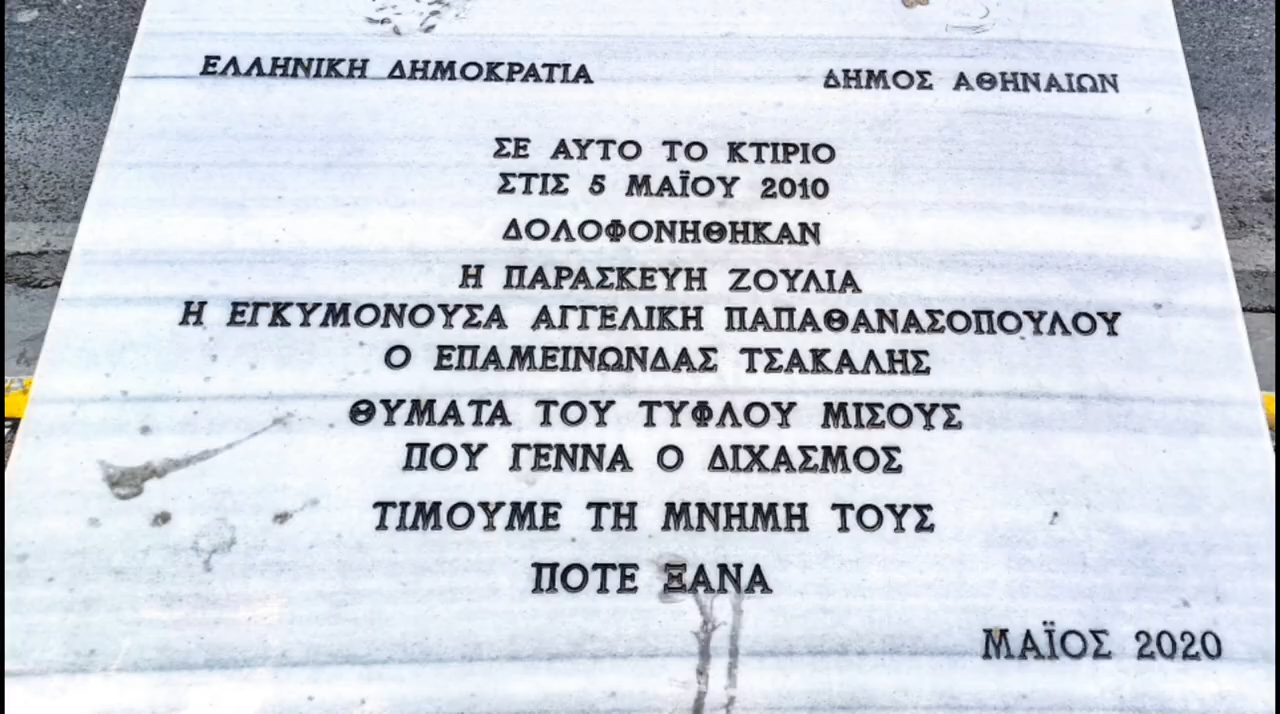 ΕΛΛΗΝΙΚΗ ΔΗΜΟΚΡΑΤΙΑ ΔΗΜΟΣ ΑΘΗΝΑΙΩΝ
ΣΕ ΑΥΤΟ ΤΟ ΚΤΙΡΙΟ
ΣΤΙΣ 5 ΜΑΪΟΥ 2010
ΔΟΛΟΦΟΝΗΘΗΚΑΝ
Η ΠΑΡΑΣΚΕΥΗ ΖΟΥΛΙΑ
Η ΕΓΚΥΜΟΝΟΥΣΑ ΑΓΓΕΛΙΚΗ ΠΑΠΑΘΑΝΑΣΟΠΟΥΛΟΥ
Ο ΕΠΑΜΕΙΝΩΝΔΑΣ ΤΣΑΚΑΛΗΣ
ΘΥΜΑΤΑ ΤΟΥ ΤΥΦΛΟΥ ΜΙΣΟΥΣ
ΠΟΥ ΓΕΝΝΑ Ο ΔΙΧΑΣΜΟΣ
ΤΙΜΟΥΜΕ ΤΗ ΜΝΗΜΗ ΤΟΥΣ
ΠΟΤΕ ΞΑΝΑ
ΜΑΪΟΣ 2020